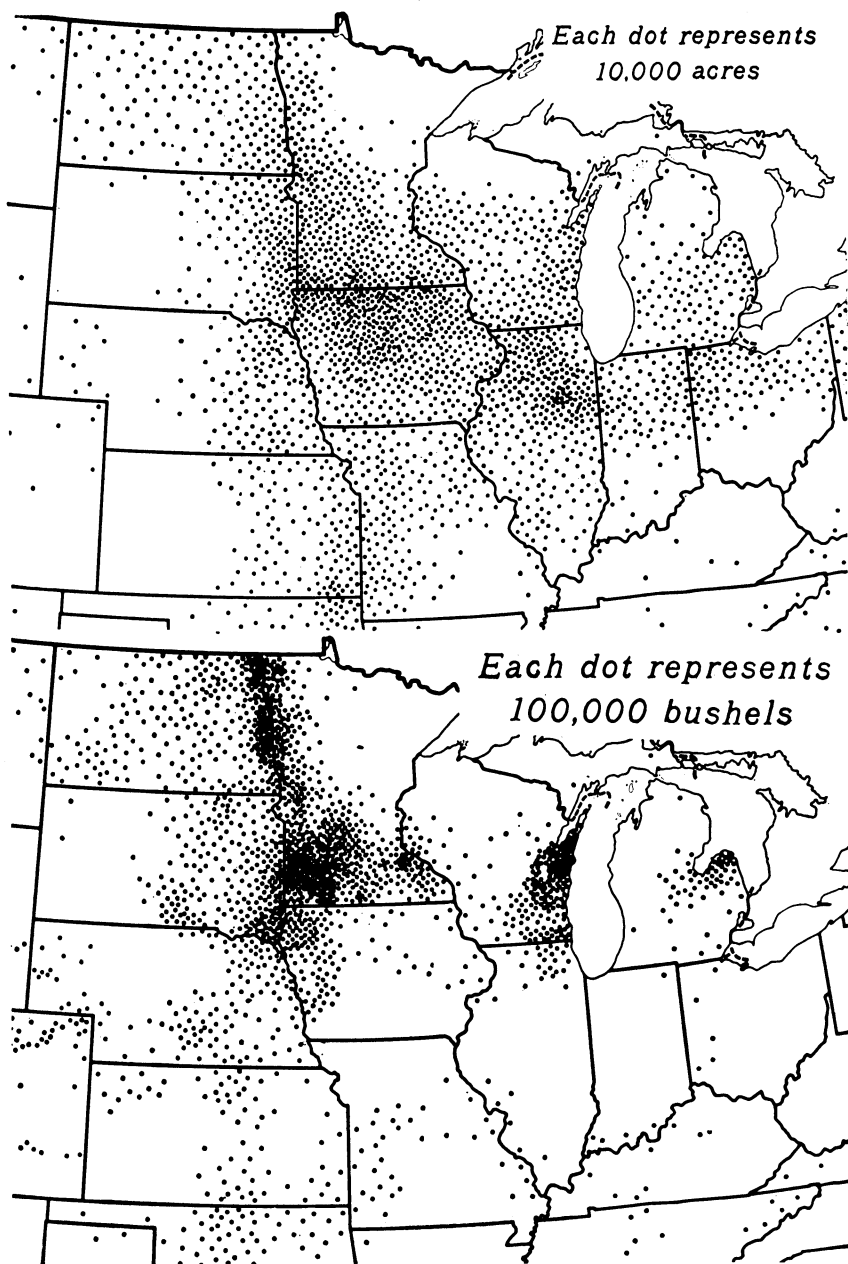 Each dot represents
10,000 acres
Each dot represents
100,000 bushels